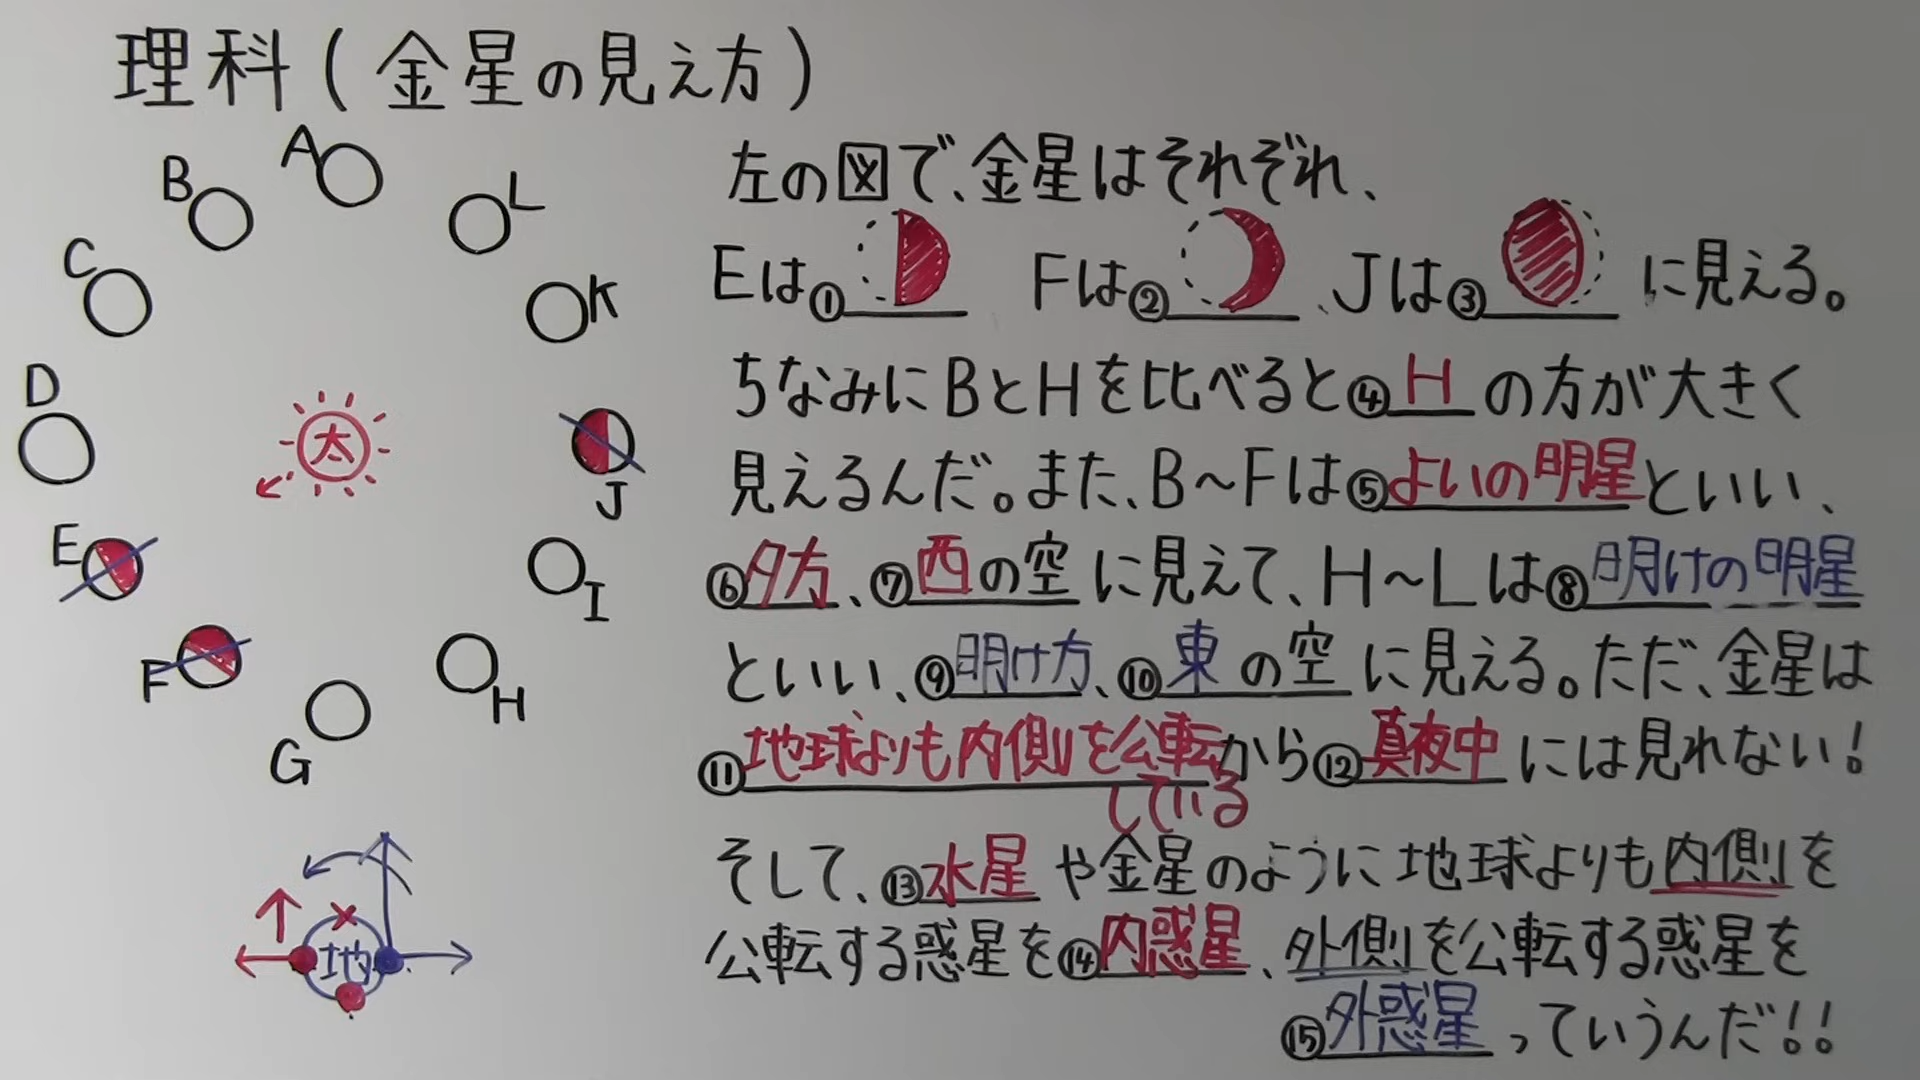 理科(金星の見え方)
A
B
L
C
K
D
太
J
E
I
F
H
G
地
左の図で、金星はそれぞれ、
Eは① Fは② 、Jは③ に見える。
ちなみにBとHを比べると④Hの方が大きく
見えるんだ。また、B~Fは⑤よいの明星といい、
⑥夕方、⑦西の空に見えて、H~Lは⑧明けの明星
といい、⑨明け方、⑩東の空に見える。ただ、金星は
⑪地球よりも内側を公転から⑫真夜中には見れない!
している
そして、⑬水星や金星のように地球よりも内側を
公転する惑星を⑭内惑星、外側を公転する惑星を
⑮外惑星っていうんだ!!